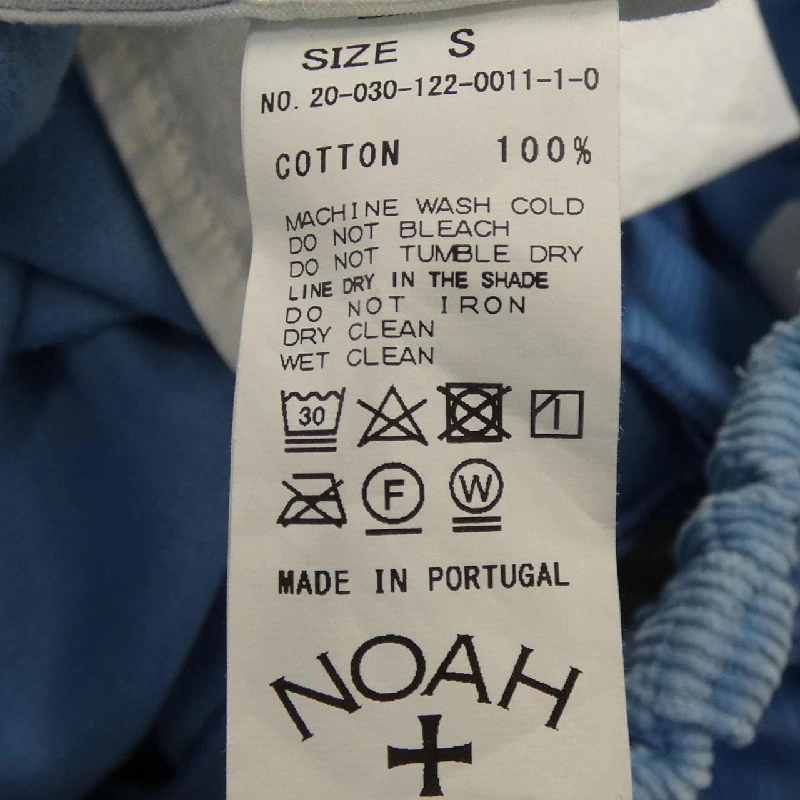 SIZE S
NO. 20-030-122-0011-1-0
COTTON 100%
MACHINE WASH COLD
DO NOT BLEACH
DO NOT TUMBLE DRY
LINE DRY IN THE SHADE
DO NOT IRON
DRY CLEAN
WET CLEAN
30
F W
MADE IN PORTUGAL
NOAH